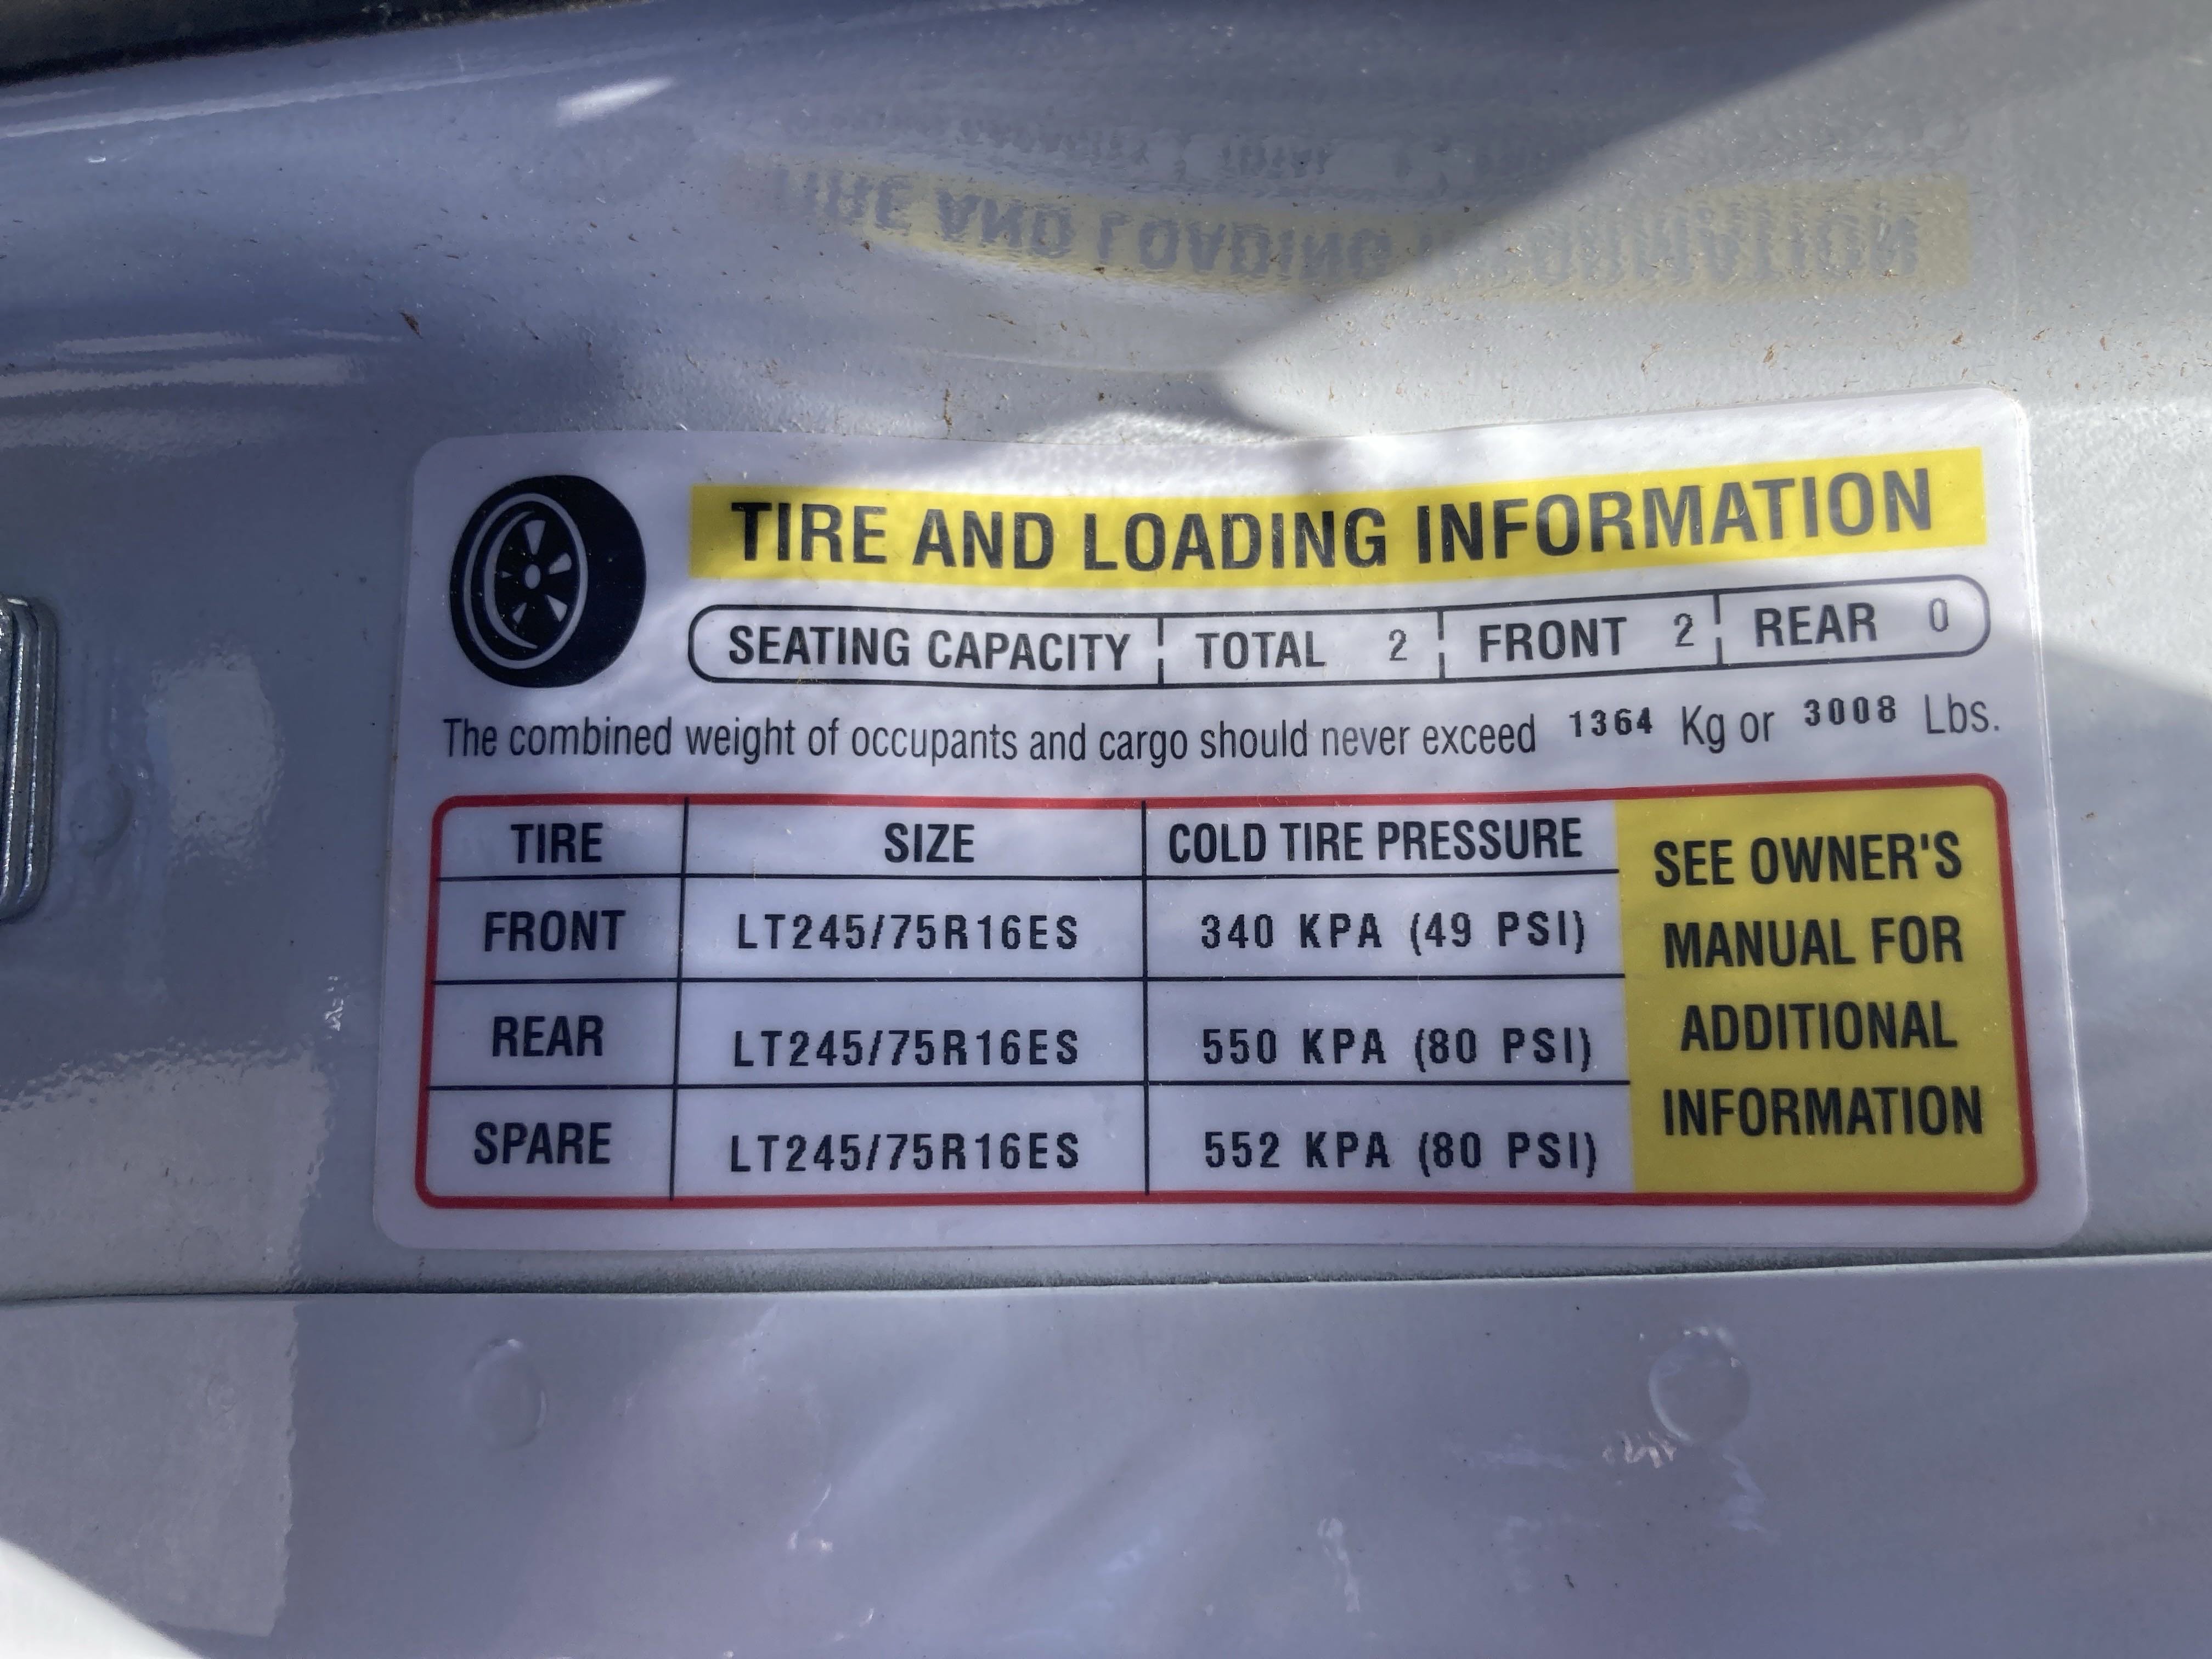 TIRE AND LOADING INFORMATION
SEATING CAPACITY TOTAL 2 FRONT 2 REAR 0
The combined weight of occupants and cargo should never exceed 1364 Kg or 3008 Lbs.
TIRE SIZE COLD TIRE PRESSURE
FRONT LT245/75R16ES 340 KPA (49 PSI)
REAR LT245/75R16ES 550 KPA (80 PSI)
SPARE LT245/75R16ES 552 KPA (80 PSI)
SEE OWNER'S
MANUAL FOR
ADDITIONAL
INFORMATION